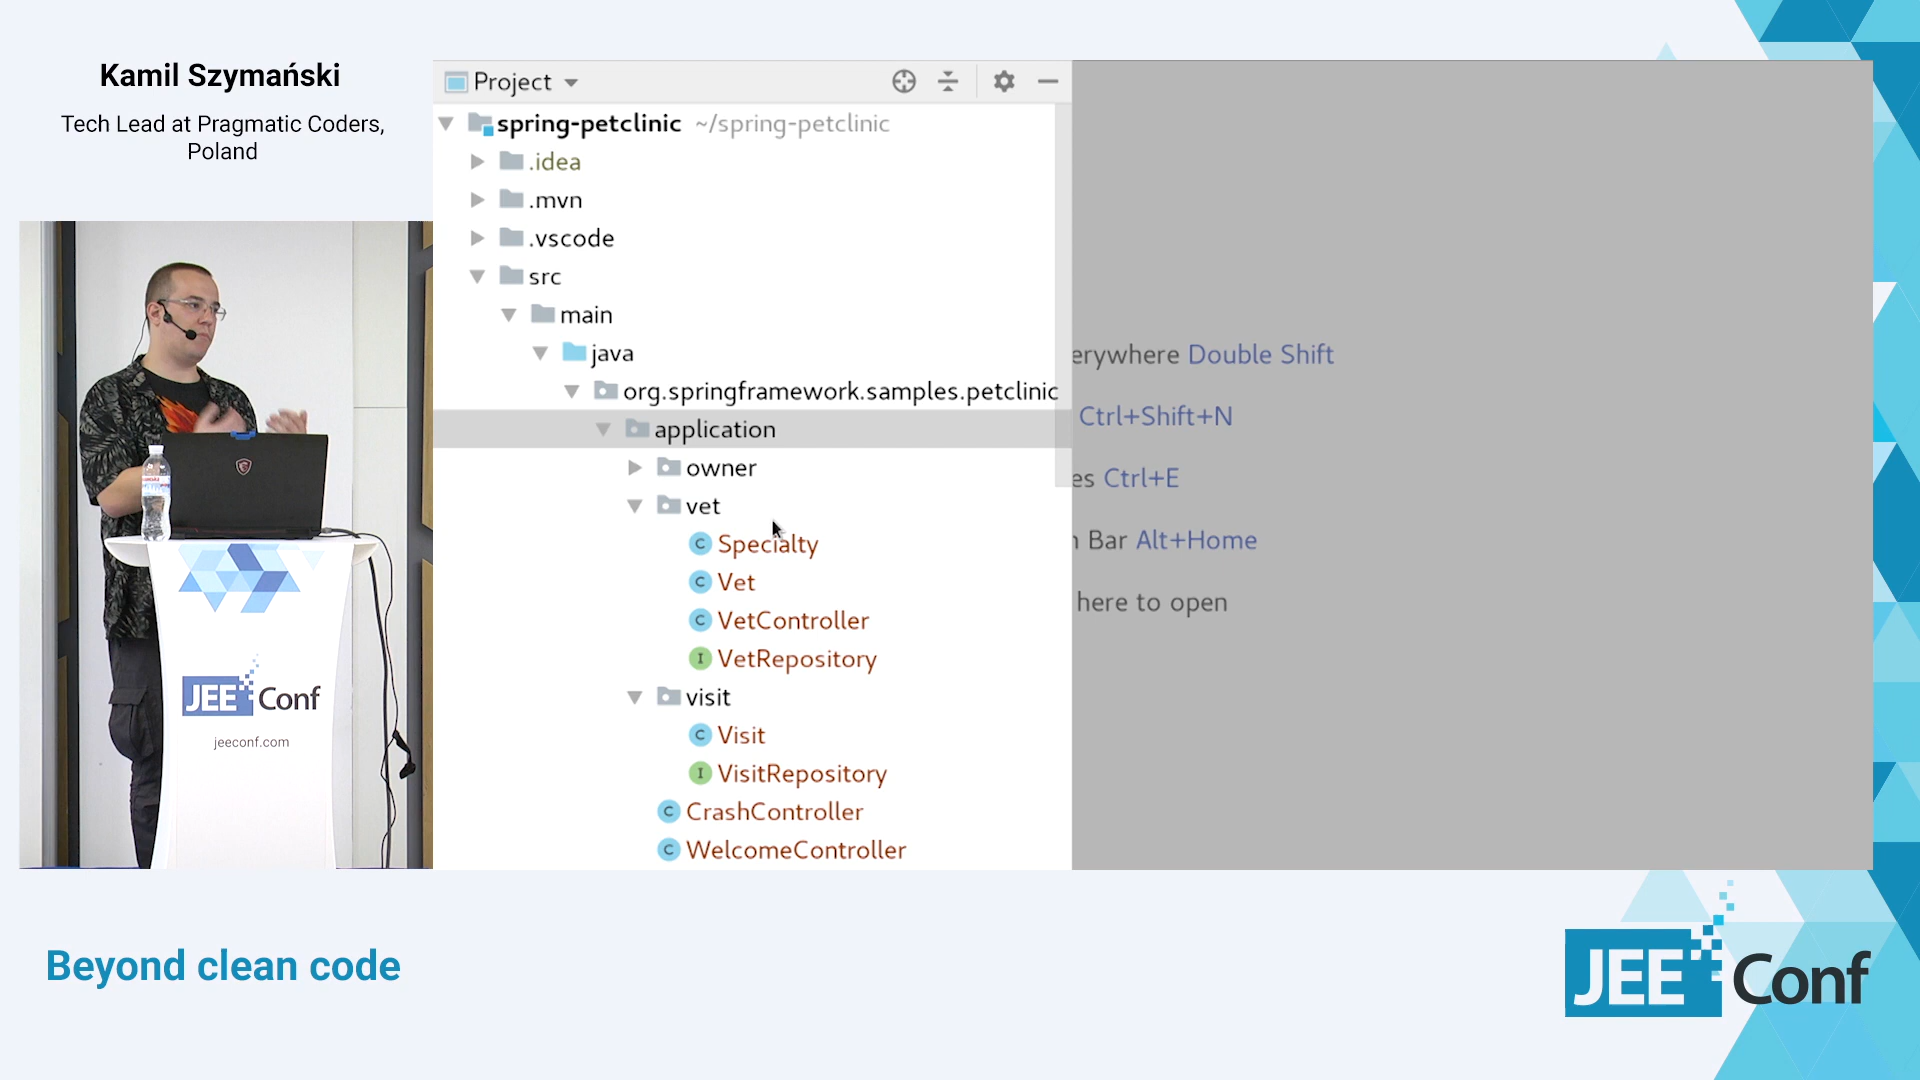 Kamil Szymański
Tech Lead at Pragmatic Coders,
Poland
Project
spring-petclinic ~/spring-petclinic
.idea
.mvn
.vscode
src
main
java
org.springframework.samples.petclinic
application
owner
vet
Specialty
Vet
VetController
VetRepository
visit
Visit
VisitRepository
CrashController
WelcomeController
erywhere Double Shift
Ctrl+Shift+N
es Ctrl+E
n Bar Alt+Home
here to open
JEE Conf
jeeconf.com
Beyond clean code
JEE Conf